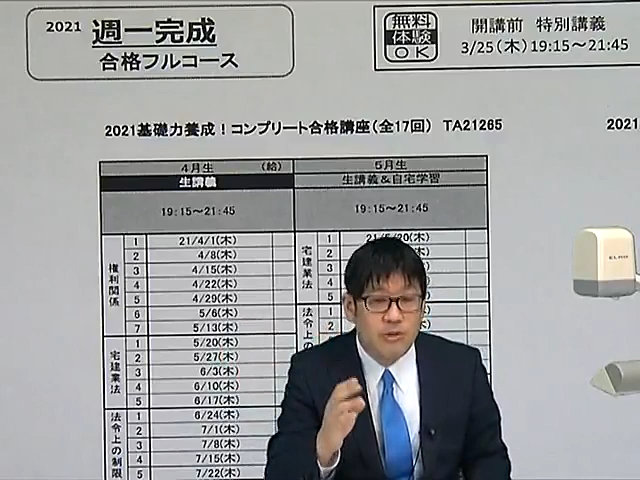 2021 週一完成
合格フルコース
無料
体験
OK
開講前 特別講義
3/25(木)19:15～21:45
2021基礎力養成！コンプリート合格講座(全17回) TA21265
2021
4月生 (給) 5月生
生講義 生講義＆自宅学習
19:15～21:45 19:15～21:45
権利関係
1 21/4/1(木)
2 4/8(木)
3 4/15(木)
4 4/22(木)
5 4/29(木)
6 5/6(木)
7 5/13(木)
宅建業法
1 5/20(木)
2 5/27(木)
3 6/3(木)
4 6/10(木)
5 6/17(木)
法令上の制限
1 6/24(木)
2 7/1(木)
3 7/8(木)
4 7/15(木)
5 7/22(木)
宅建業法
1 21/5/20(木)
2
3
4
5
法令上の
1
2
ELMO